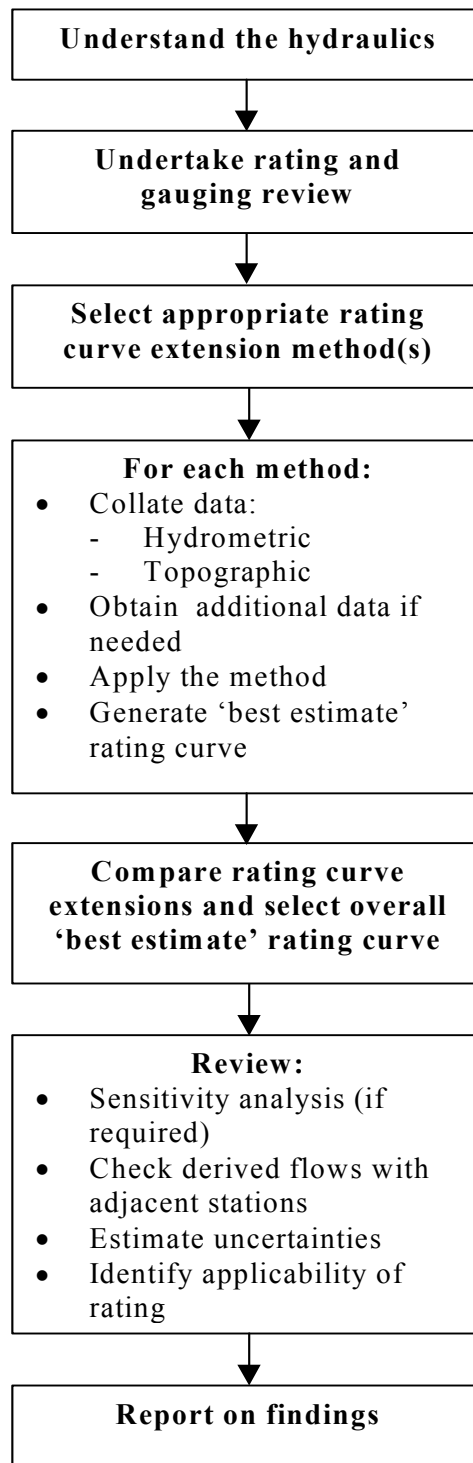 Understand the hydraulics
Undertake rating and
gauging review
Select appropriate rating
curve extension method(s)
For each method:
• Collate data:
- Hydrometric
- Topographic
• Obtain additional data if
needed
• Apply the method
• Generate ‘best estimate’
rating curve
Compare rating curve
extensions and select overall
‘best estimate’ rating curve
Review:
• Sensitivity analysis (if
required)
• Check derived flows with
adjacent stations
• Estimate uncertainties
• Identify applicability of
rating
Report on findings